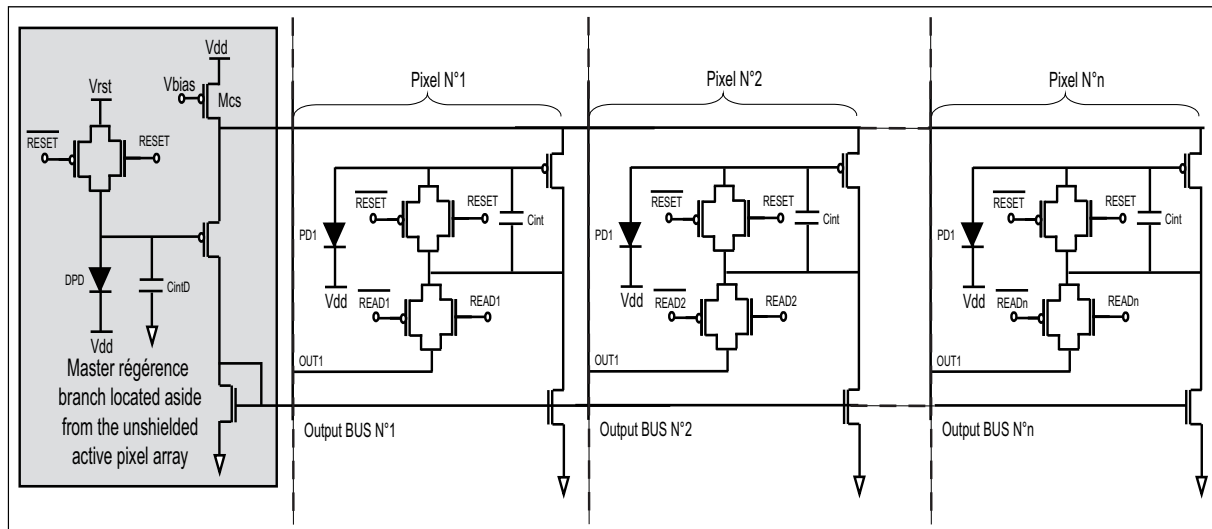 Vdd
Vbias
Mcs
Vrst
RESET
RESET
DPD
CintD
Vdd
Master régérence
branch located aside
from the unshielded
active pixel array
Pixel N°1
RESET
RESET
Cint
PD1
Vdd
READ1
READ1
OUT1
Output BUS N°1
Pixel N°2
RESET
RESET
Cint
PD1
Vdd
READ2
READ2
OUT1
Output BUS N°2
Pixel N°n
RESET
RESET
Cint
PD1
Vdd
READn
READn
OUT1
Output BUS N°n